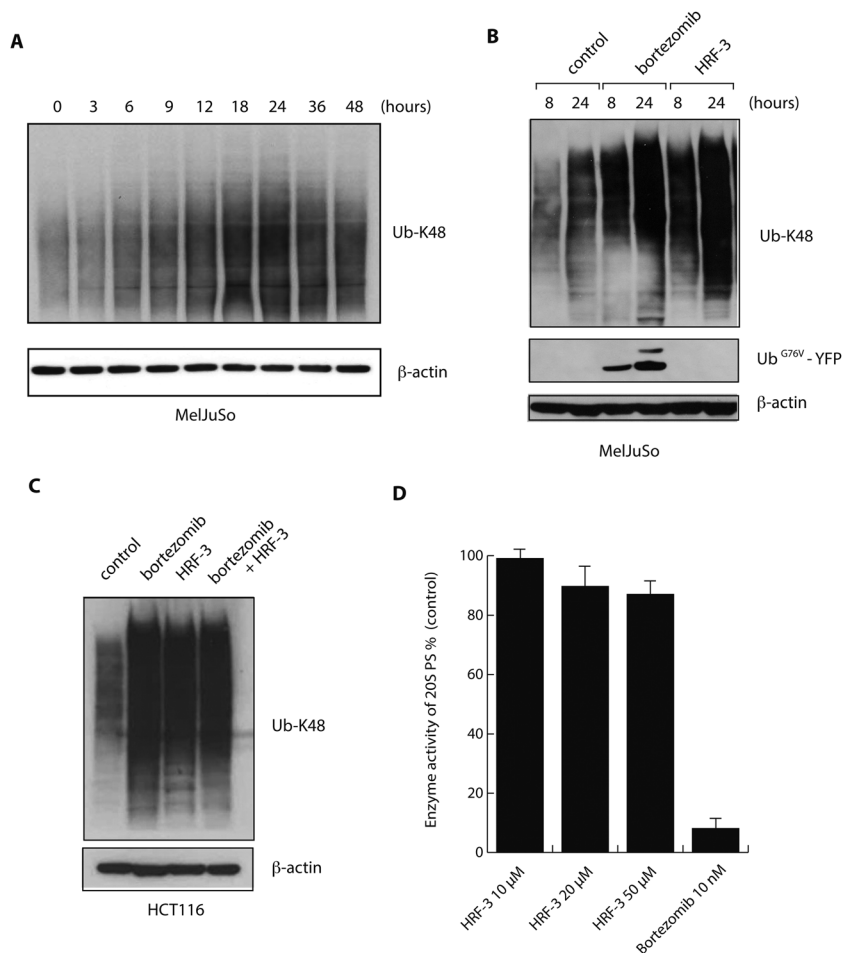 A
0 3 6 9 12 18 24 36 48 (hours)
Ub-K48
β-actin
MelJuSo
B
control bortezomib HRF-3
8 24 8 24 8 24 (hours)
Ub-K48
Ub G76V - YFP
β-actin
MelJuSo
C
control bortezomib HRF-3 bortezomib
+ HRF-3
Ub-K48
β-actin
HCT116
D
Enzyme activity of 20S PS % (control)
100
80
60
40
20
0
HRF-3 10 μM
HRF-3 20 μM
HRF-3 50 μM
Bortezomib 10 nM